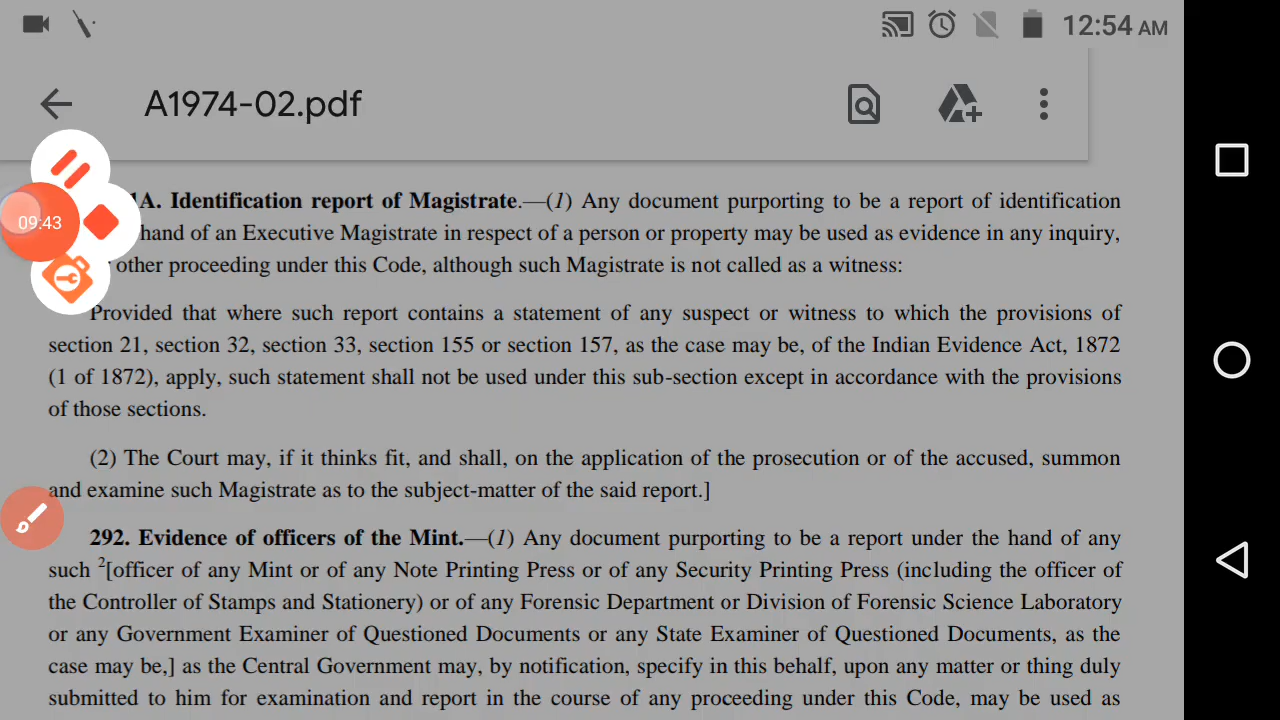 12:54 AM
A1974-02.pdf
09:43
1A. Identification report of Magistrate.—(1) Any document purporting to be a report of identification
hand of an Executive Magistrate in respect of a person or property may be used as evidence in any inquiry,
other proceeding under this Code, although such Magistrate is not called as a witness:
Provided that where such report contains a statement of any suspect or witness to which the provisions of
section 21, section 32, section 33, section 155 or section 157, as the case may be, of the Indian Evidence Act, 1872
(1 of 1872), apply, such statement shall not be used under this sub-section except in accordance with the provisions
of those sections.
(2) The Court may, if it thinks fit, and shall, on the application of the prosecution or of the accused, summon
and examine such Magistrate as to the subject-matter of the said report.]
292. Evidence of officers of the Mint.—(1) Any document purporting to be a report under the hand of any
such 2[officer of any Mint or of any Note Printing Press or of any Security Printing Press (including the officer of
the Controller of Stamps and Stationery) or of any Forensic Department or Division of Forensic Science Laboratory
or any Government Examiner of Questioned Documents or any State Examiner of Questioned Documents, as the
case may be,] as the Central Government may, by notification, specify in this behalf, upon any matter or thing duly
submitted to him for examination and report in the course of any proceeding under this Code, may be used as